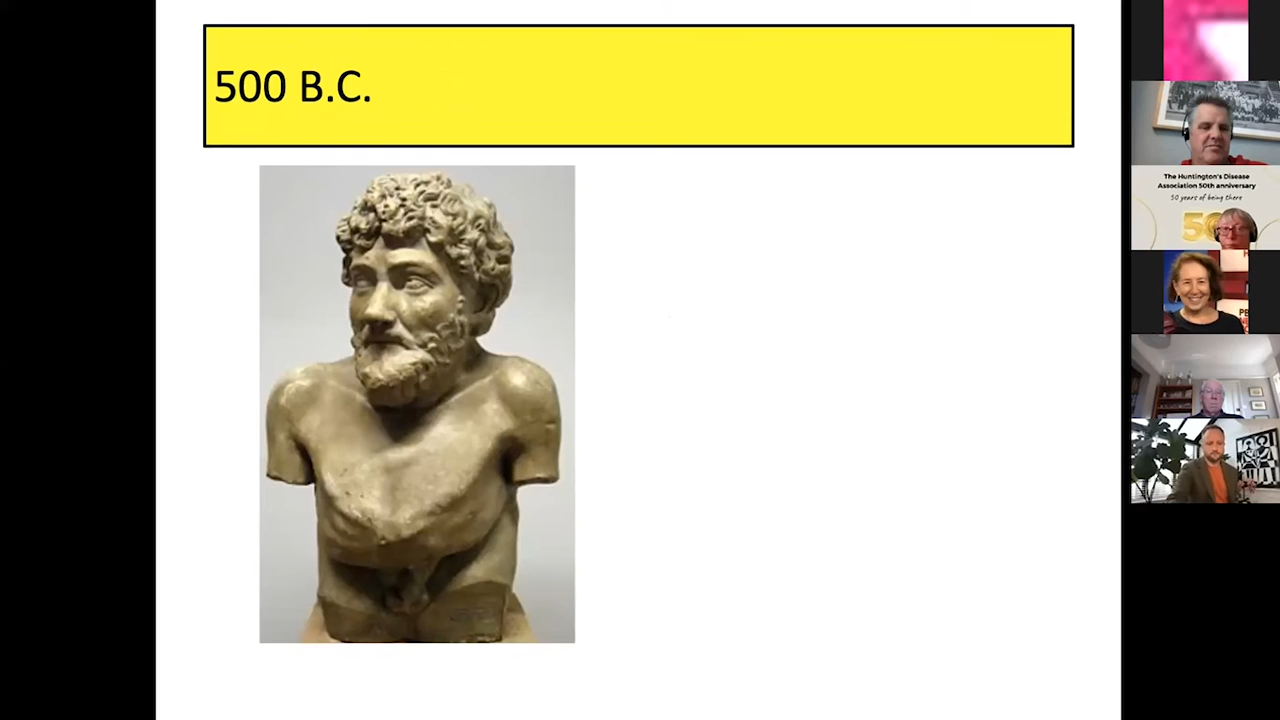 500 B.C.
The Huntington's Disease
Association 50th anniversary
50 years of being there